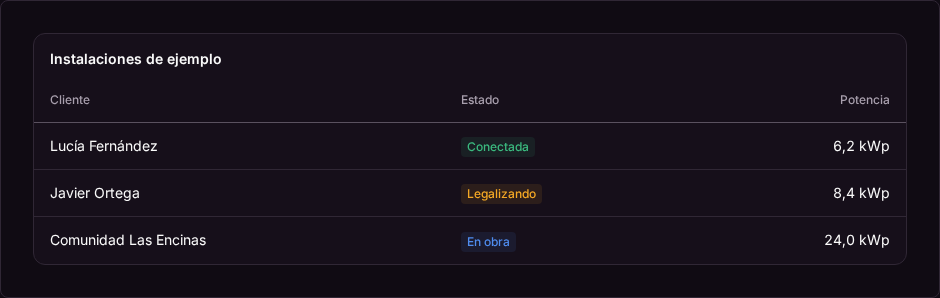 Instalaciones de ejemplo
Cliente Estado Potencia
Lucía Fernández Conectada 6,2 kWp
Javier Ortega Legalizando 8,4 kWp
Comunidad Las Encinas En obra 24,0 kWp